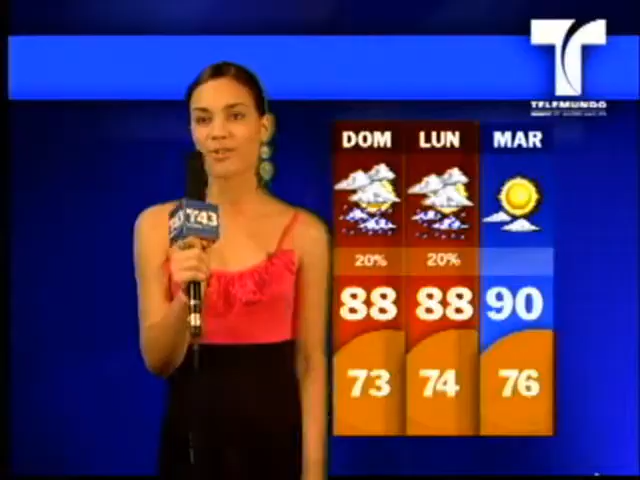 TELEMUNDO
DOM LUN MAR
20% 20%
88 88 90
73 74 76
T43